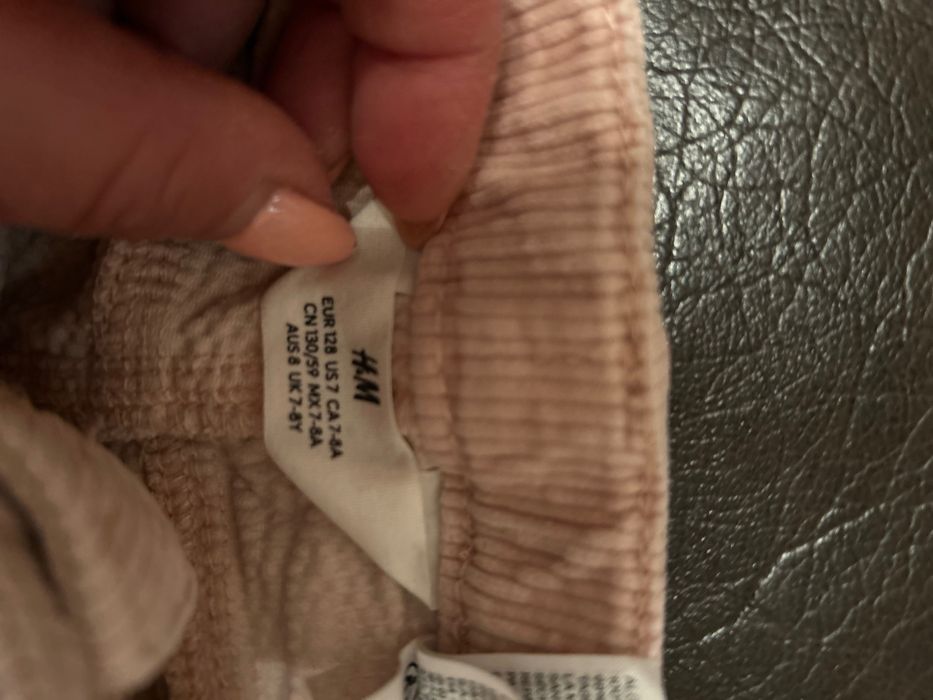 H&M
EUR 128 US 7 CA 7-8A
CN 130/59 MX 7-8A
AUS 8 UK 7-8Y